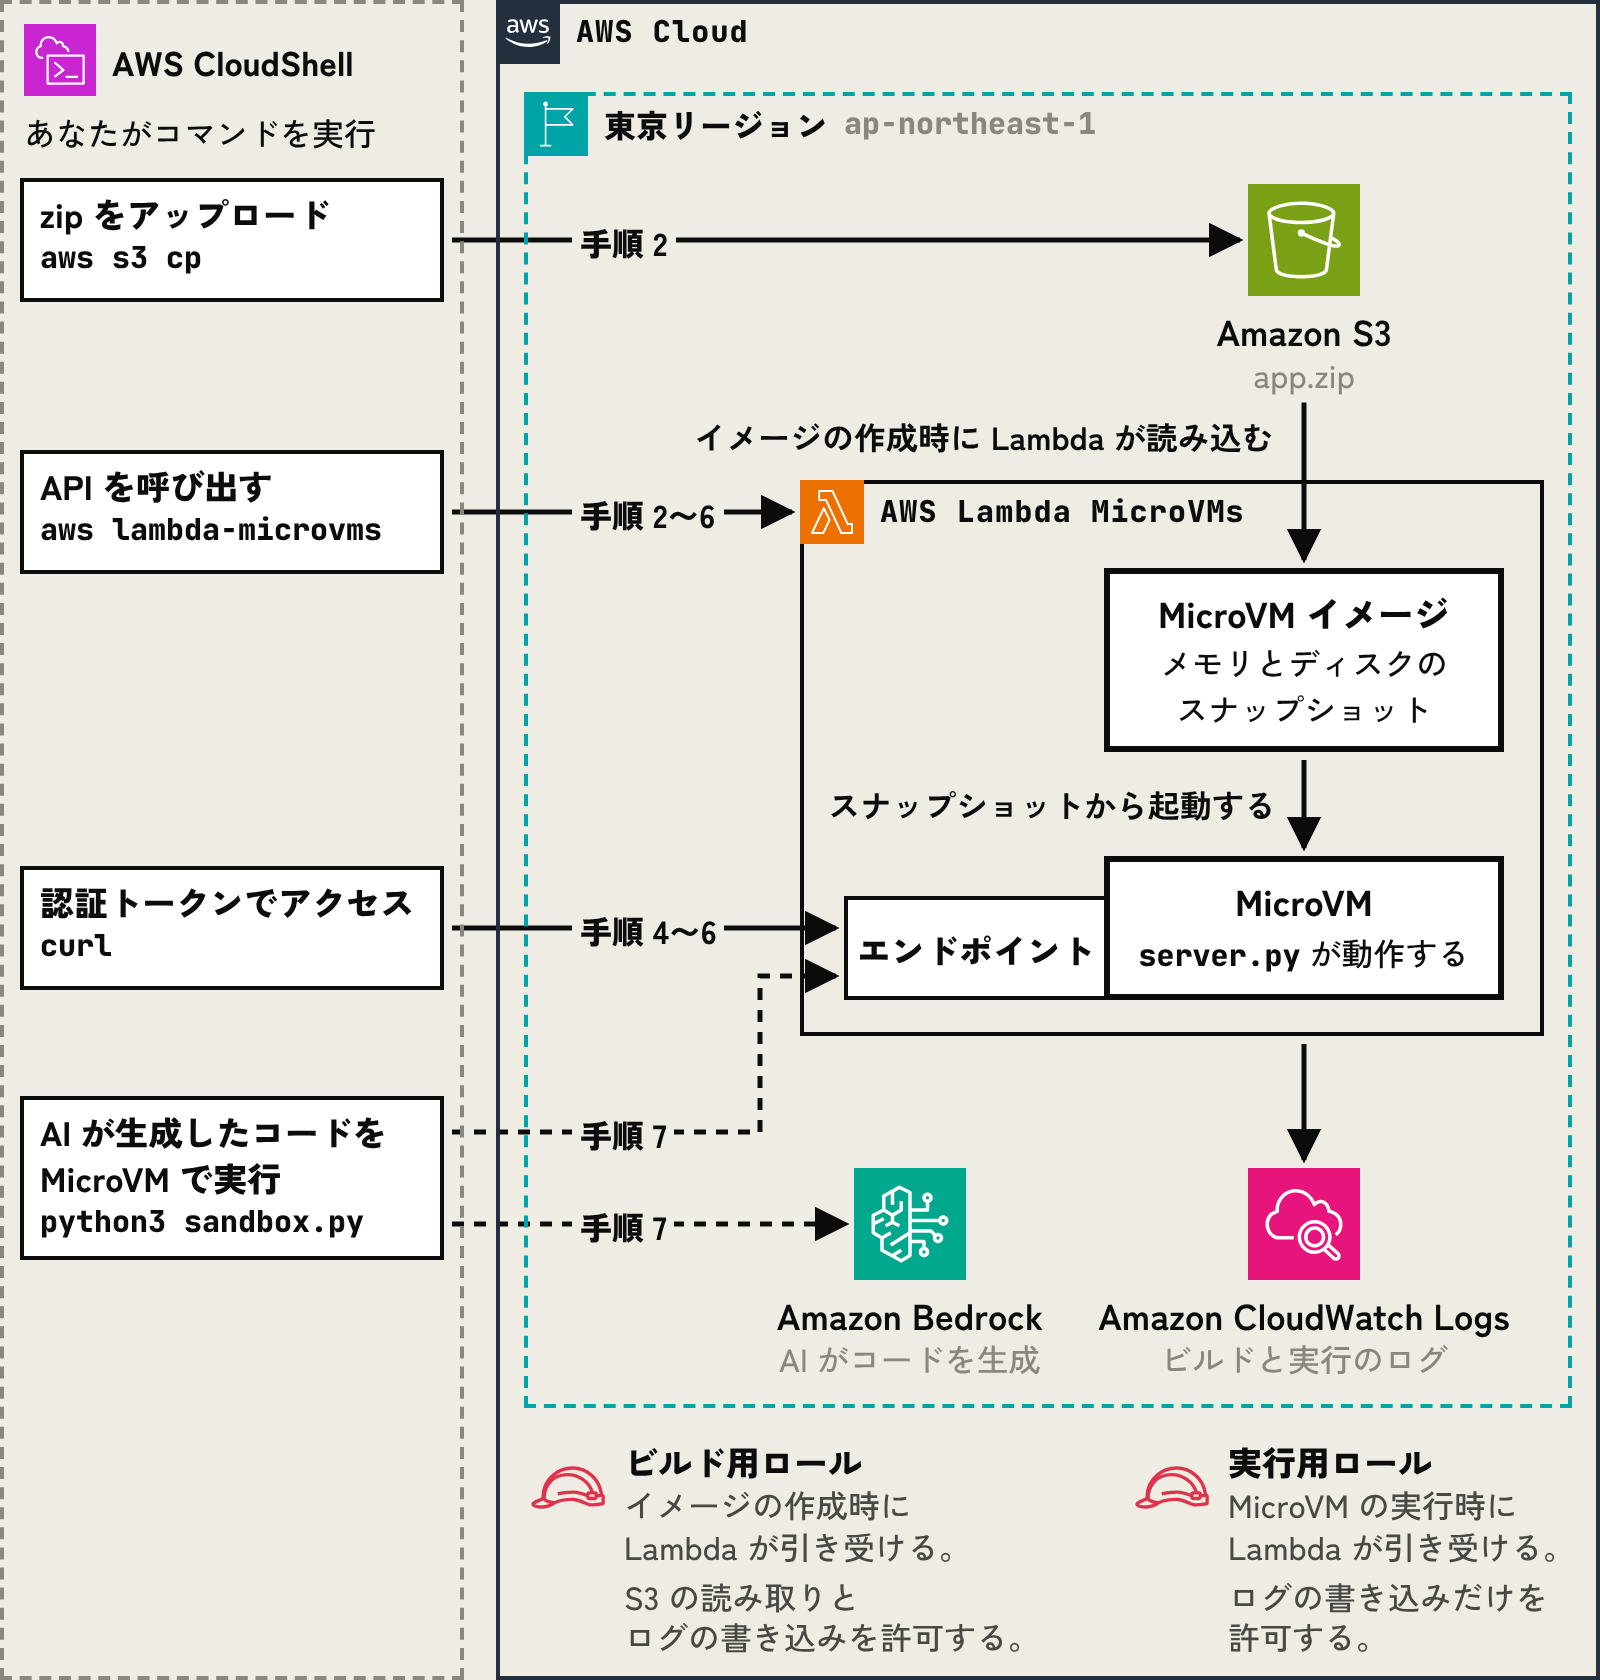 AWS CloudShell
あなたがコマンドを実行
zip をアップロード
aws s3 cp
API を呼び出す
aws lambda-microvms
認証トークンでアクセス
curl
AI が生成したコードを
MicroVM で実行
python3 sandbox.py
aws
AWS Cloud
東京リージョン ap-northeast-1
手順 2
Amazon S3
app.zip
イメージの作成時に Lambda が読み込む
手順 2〜6
AWS Lambda MicroVMs
MicroVM イメージ
メモリとディスクの
スナップショット
スナップショットから起動する
手順 4〜6
エンドポイント
MicroVM
server.py が動作する
手順 7
手順 7
Amazon Bedrock
AI がコードを生成
Amazon CloudWatch Logs
ビルドと実行のログ
ビルド用ロール
イメージの作成時に
Lambda が引き受ける。
S3 の読み取りと
ログの書き込みを許可する。
実行用ロール
MicroVM の実行時に
Lambda が引き受ける。
ログの書き込みだけを
許可する。